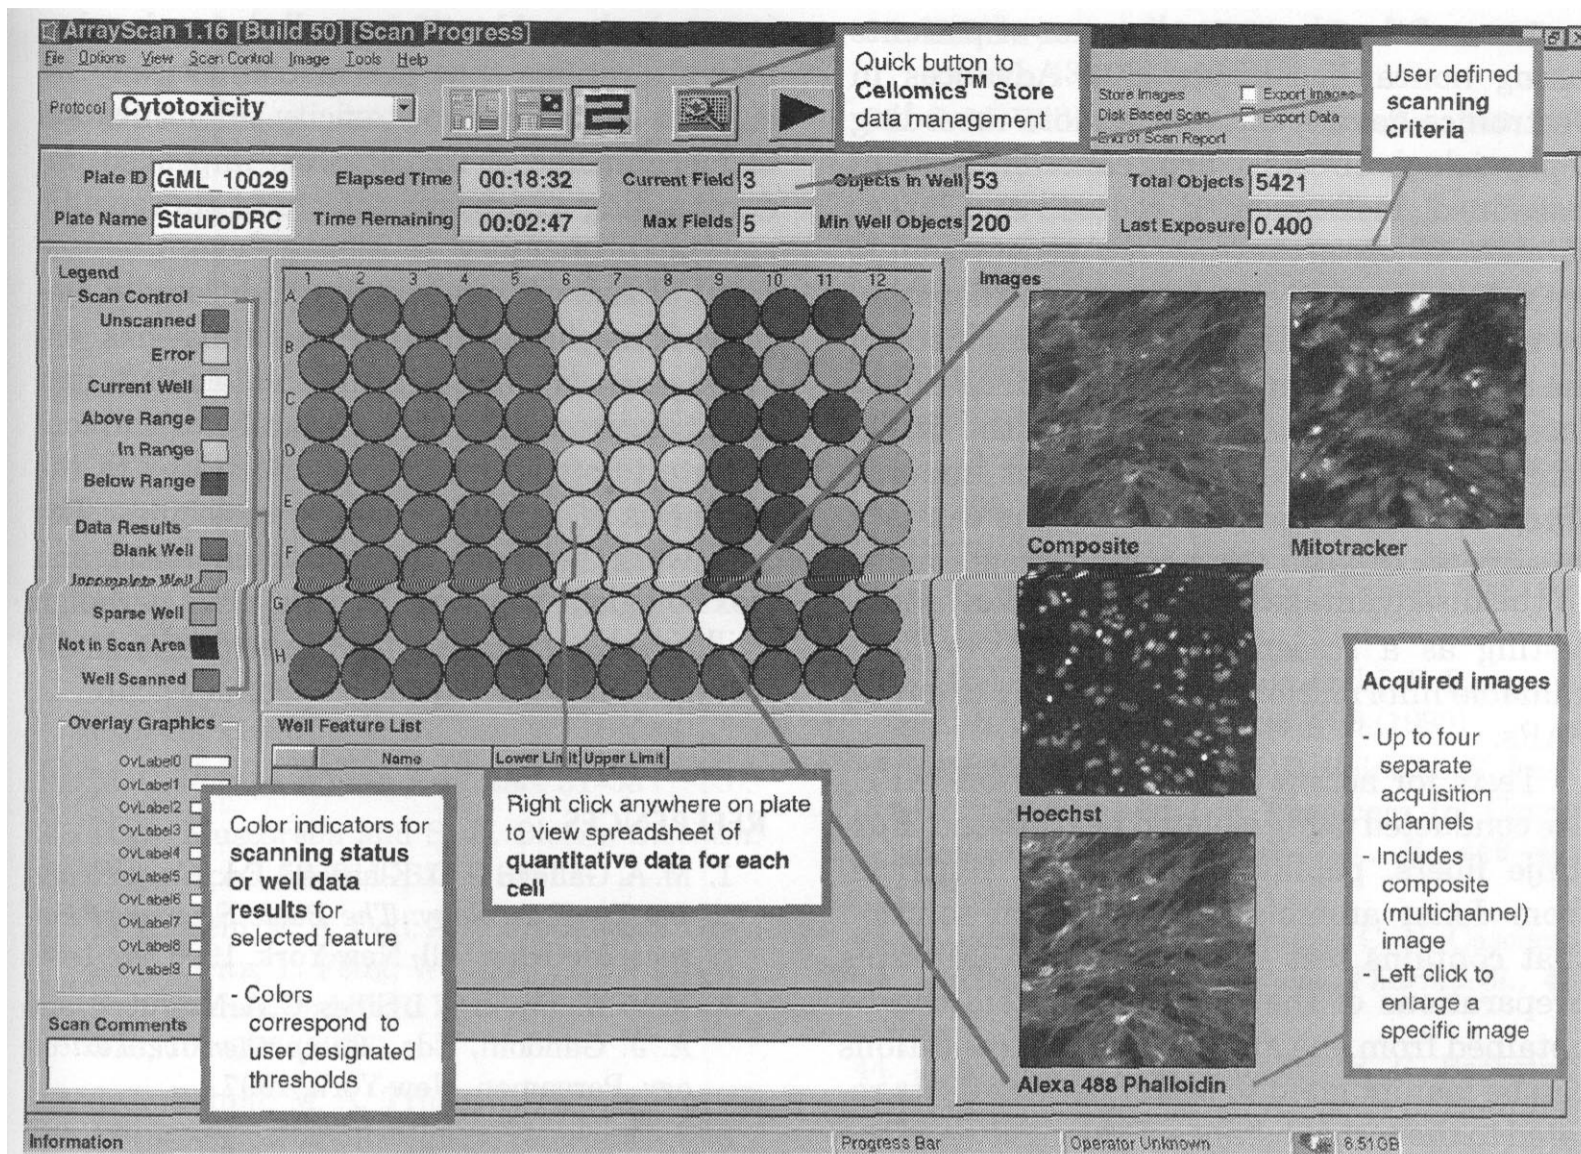 ArrayScan 1.16 [Build 50] [Scan Progress]
File Options View Scan Control Image Tools Help
Protocol Cytotoxicity
Quick button to
Cellomics™ Store
data management
Store Images
Disk Based Scan
End of Scan Report
Export Images
Export Data
User defined
scanning
criteria
Plate ID GML_10029
Elapsed Time 00:18:32
Current Field 3
Objects in Well 53
Total Objects 5421
Plate Name StauroDRC
Time Remaining 00:02:47
Max Fields 5
Min Well Objects 200
Last Exposure 0.400
Legend
Scan Control
Unscanned
Error
Current Well
Above Range
In Range
Below Range
Data Results
Blank Well
Incomplete Well
Sparse Well
Not in Scan Area
Well Scanned
1 2 3 4 5 6 7 8 9 10 11 12
A
B
C
D
E
F
G
H
Images
Composite
Mitotracker
Hoechst
Alexa 488 Phalloidin
Acquired images
- Up to four
separate
acquisition
channels
- Includes
composite
(multichannel)
image
- Left click to
enlarge a
specific image
Overlay Graphics
OvLabel0
OvLabel1
OvLabel2
OvLabel3
OvLabel4
OvLabel5
OvLabel6
OvLabel7
OvLabel8
OvLabel9
Well Feature List
Name Lower Limit Upper Limit
Color indicators for
scanning status
or well data
results for
selected feature
- Colors
correspond to
user designated
thresholds
Right click anywhere on plate
to view spreadsheet of
quantitative data for each
cell
Scan Comments
Information
Progress Bar
Operator Unknown
6.51GB